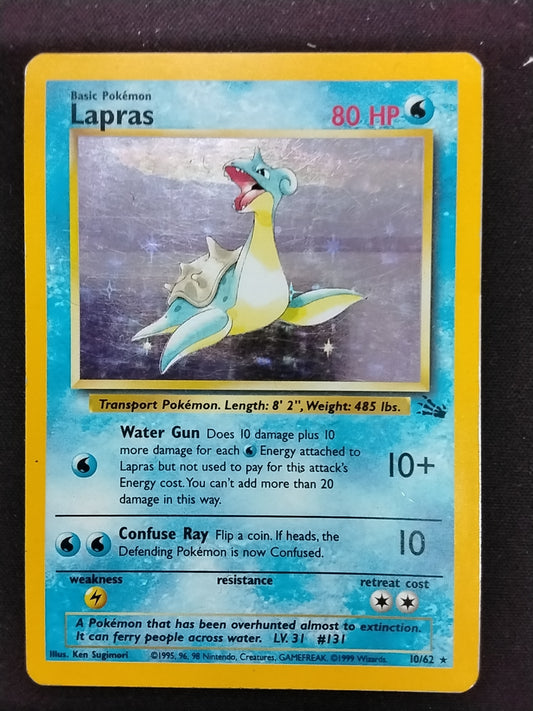 Basic Pokémon
Lapras 80 HP
Transport Pokémon. Length: 8' 2", Weight: 485 lbs.
Water Gun Does 10 damage plus 10
more damage for each Energy attached to
Lapras but not used to pay for this attack's
Energy cost. You can't add more than 20
damage in this way.
10+
Confuse Ray Flip a coin. If heads, the
Defending Pokémon is now Confused.
10
weakness resistance retreat cost
A Pokémon that has been overhunted almost to extinction.
It can ferry people across water. LV. 31 #131
Illus. Ken Sugimori ©1995, 96, 98 Nintendo, Creatures, GAMEFREAK. ©1999 Wizards. 10/62 ★